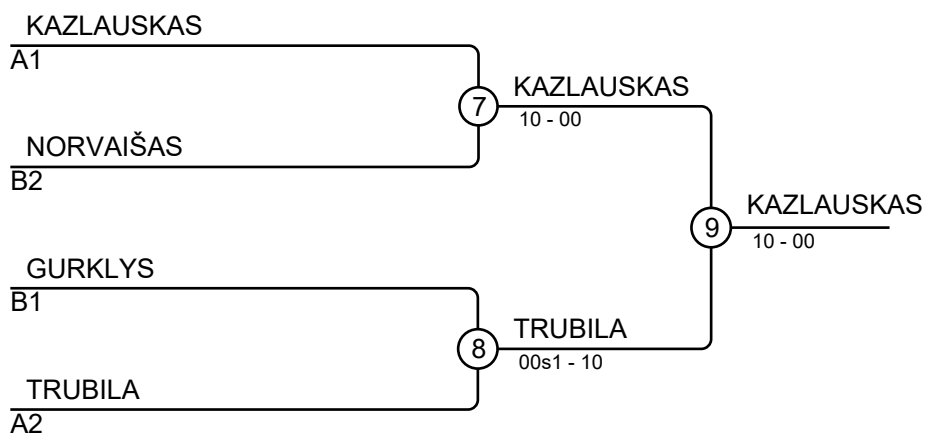 KAZLAUSKAS
A1
7
KAZLAUSKAS
10 - 00
NORVAIŠAS
B2
9
KAZLAUSKAS
10 - 00
GURKLYS
B1
8
TRUBILA
00s1 - 10
TRUBILA
A2